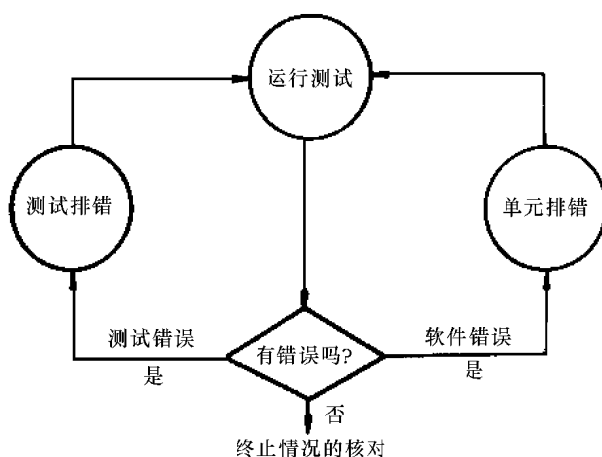 运行测试
测试排错
单元排错
测试错误
是
有错误吗?
软件错误
是
否
终止情况的核对